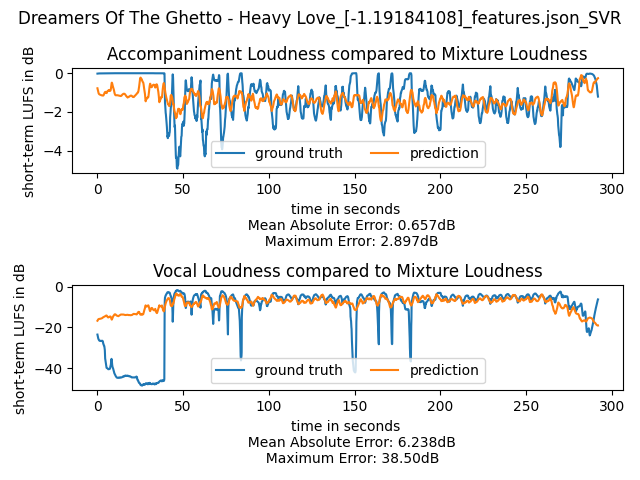 Dreamers Of The Ghetto - Heavy Love_[-1.19184108]_features.json_SVR
Accompaniment Loudness compared to Mixture Loudness
short-term LUFS in dB
0
−2
−4
ground truth
prediction
0 50 100 150 200 250 300
time in seconds
Mean Absolute Error: 0.657dB
Maximum Error: 2.897dB
Vocal Loudness compared to Mixture Loudness
short-term LUFS in dB
0
−20
−40
ground truth
prediction
0 50 100 150 200 250 300
time in seconds
Mean Absolute Error: 6.238dB
Maximum Error: 38.50dB